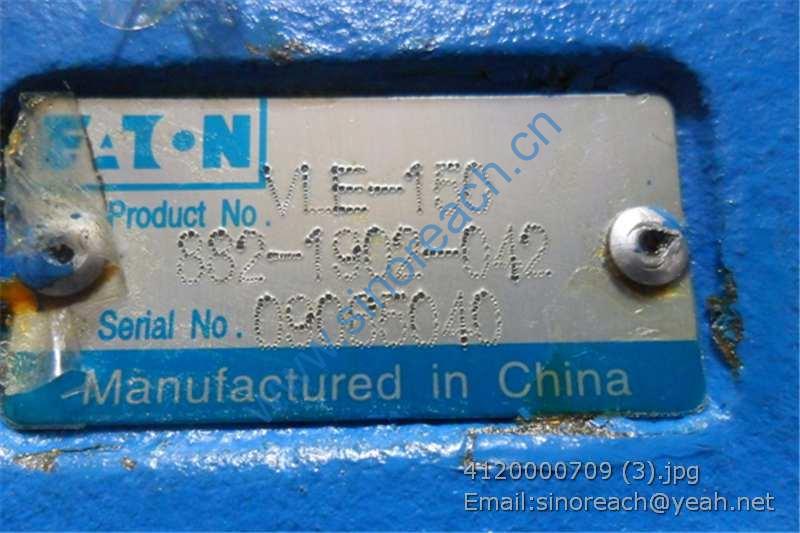 EATON
VLE-150
Product No.
882-1908-042
Serial No. 09085040
Manufactured in China
www.sinoreach.cn
4120000709 (3).jpg
Email:sinoreach@yeah.net